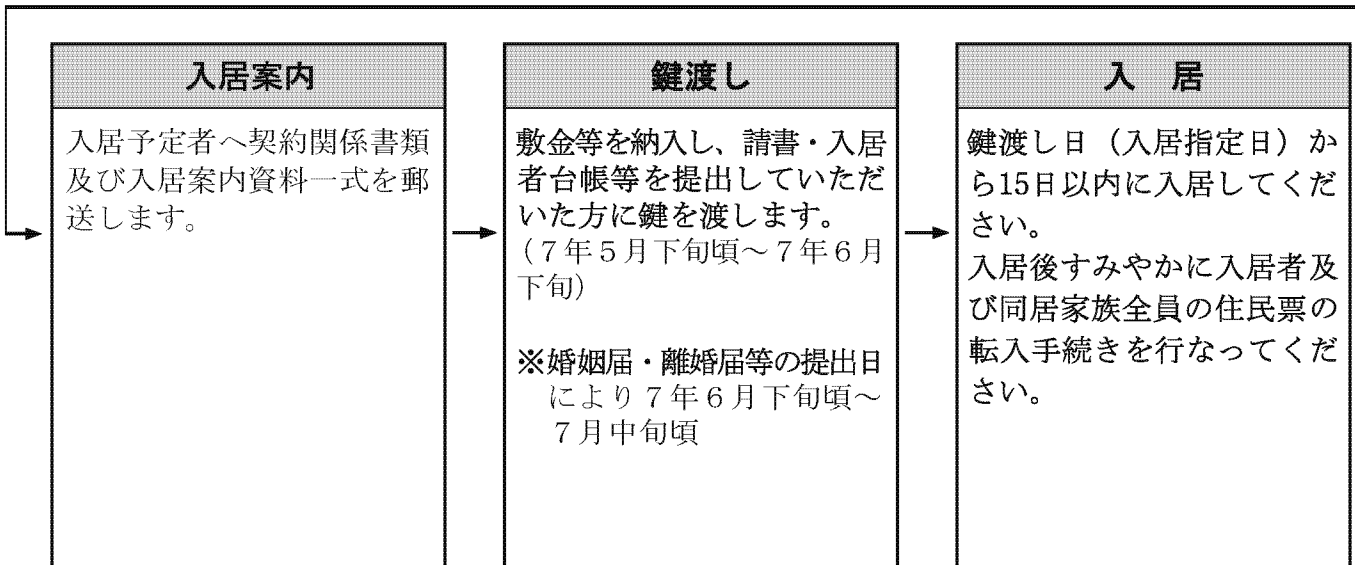 入居案内
入居予定者へ契約関係書類
及び入居案内資料一式を郵
送します。
鍵渡し
敷金等を納入し、請書・入居
者台帳等を提出していただ
いた方に鍵を渡します。
(7年5月下旬頃～7年6月
下旬)
※婚姻届・離婚届等の提出日
により7年6月下旬頃～
7月中旬頃
入 居
鍵渡し日(入居指定日)か
ら15日以内に入居してくだ
さい。
入居後すみやかに入居者及
び同居家族全員の住民票の
転入手続きを行なってくだ
さい。